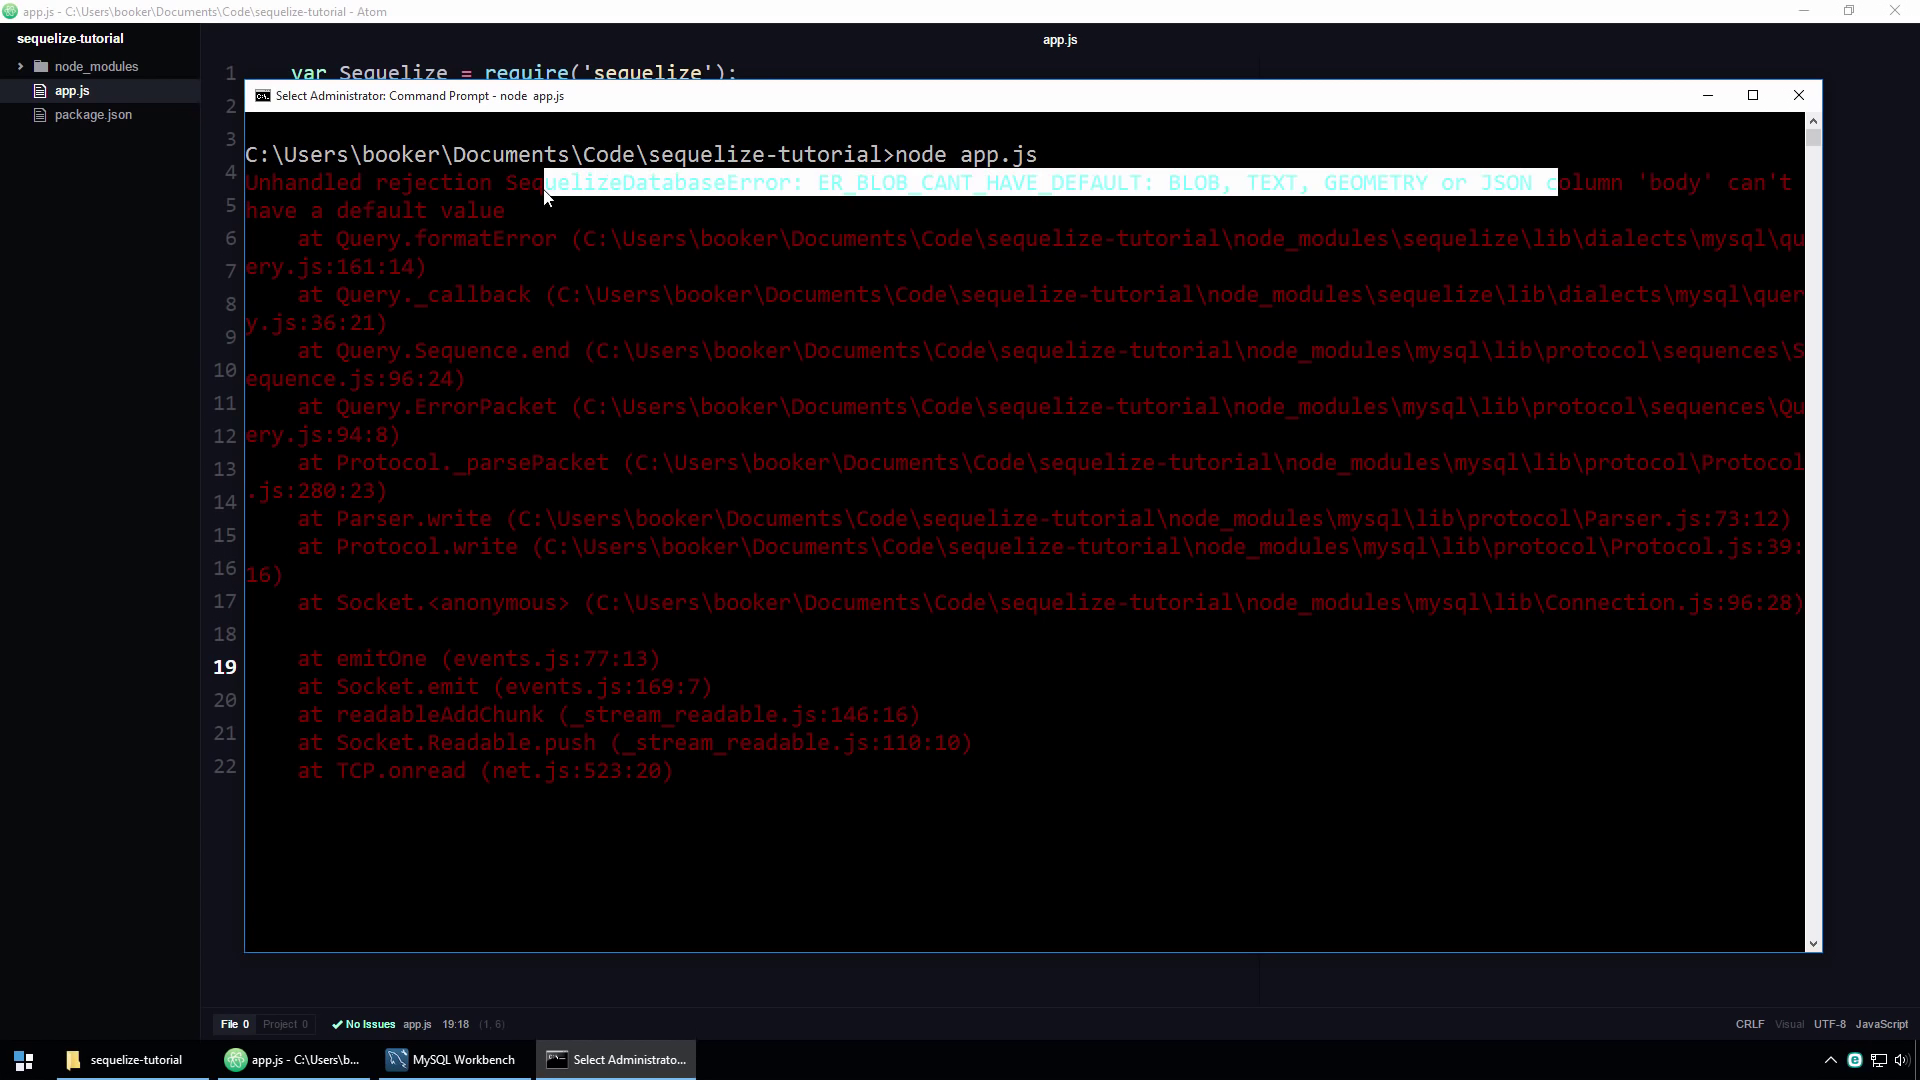 app.js - C:\Users\booker\Documents\Code\sequelize-tutorial - Atom
sequelize-tutorial
node_modules
app.js
package.json
app.js
1 var Sequelize = require('sequelize');
2
3
4
5
6
7
8
9
10
11
12
13
14
15
16
17
18
19
20
21
22
Select Administrator: Command Prompt - node app.js
C:\Users\booker\Documents\Code\sequelize-tutorial>node app.js
Unhandled rejection SequelizeDatabaseError: ER_BLOB_CANT_HAVE_DEFAULT: BLOB, TEXT, GEOMETRY or JSON column 'body' can't
have a default value
at Query.formatError (C:\Users\booker\Documents\Code\sequelize-tutorial\node_modules\sequelize\lib\dialects\mysql\qu
ery.js:161:14)
at Query._callback (C:\Users\booker\Documents\Code\sequelize-tutorial\node_modules\sequelize\lib\dialects\mysql\quer
y.js:36:21)
at Query.Sequence.end (C:\Users\booker\Documents\Code\sequelize-tutorial\node_modules\mysql\lib\protocol\sequences\S
equence.js:96:24)
at Query.ErrorPacket (C:\Users\booker\Documents\Code\sequelize-tutorial\node_modules\mysql\lib\protocol\sequences\Qu
ery.js:94:8)
at Protocol._parsePacket (C:\Users\booker\Documents\Code\sequelize-tutorial\node_modules\mysql\lib\protocol\Protocol
.js:280:23)
at Parser.write (C:\Users\booker\Documents\Code\sequelize-tutorial\node_modules\mysql\lib\protocol\Parser.js:73:12)
at Protocol.write (C:\Users\booker\Documents\Code\sequelize-tutorial\node_modules\mysql\lib\protocol\Protocol.js:39:
16)
at Socket.<anonymous> (C:\Users\booker\Documents\Code\sequelize-tutorial\node_modules\mysql\lib\Connection.js:96:28)
at emitOne (events.js:77:13)
at Socket.emit (events.js:169:7)
at readableAddChunk (_stream_readable.js:146:16)
at Socket.Readable.push (_stream_readable.js:110:10)
at TCP.onread (net.js:523:20)
File 0 Project 0 No Issues app.js 19:18 (1, 6) CRLF Visual UTF-8 JavaScript
sequelize-tutorial app.js - C:\Users\b... MySQL Workbench Select Administrato...